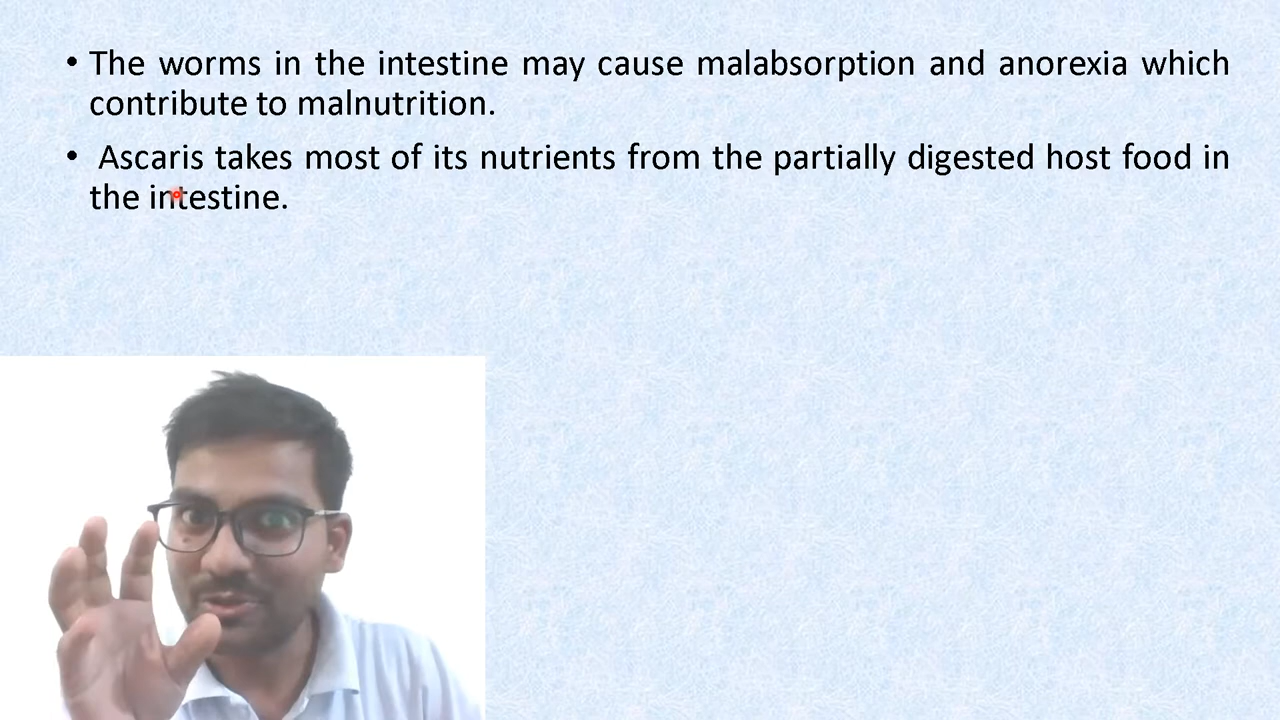 • The worms in the intestine may cause malabsorption and anorexia which
contribute to malnutrition.
• Ascaris takes most of its nutrients from the partially digested host food in
the intestine.